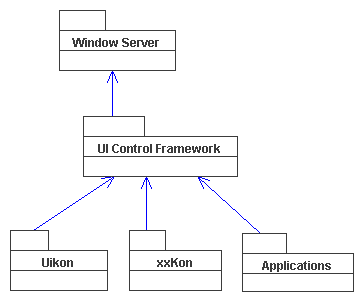 Window Server
UI Control Framework
Uikon
xxKon
Applications